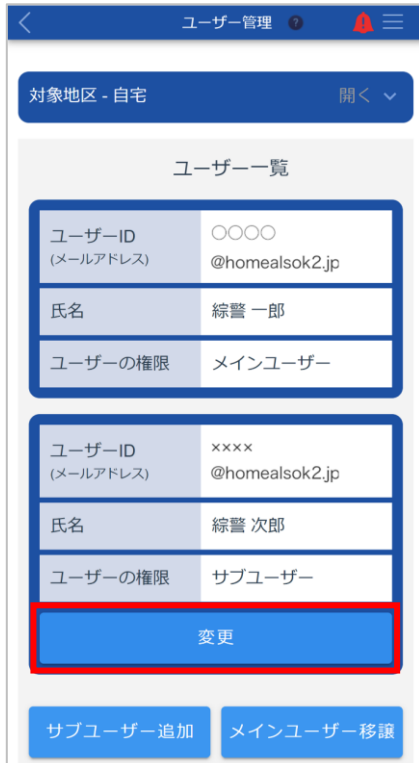 ユーザー管理 ?
対象地区 - 自宅 開く
ユーザー一覧
ユーザーID ○○○○
(メールアドレス) @homealsok2.jp
氏名 綜警 一郎
ユーザーの権限 メインユーザー
ユーザーID ××××
(メールアドレス) @homealsok2.jp
氏名 綜警 次郎
ユーザーの権限 サブユーザー
変更
サブユーザー追加 メインユーザー移譲